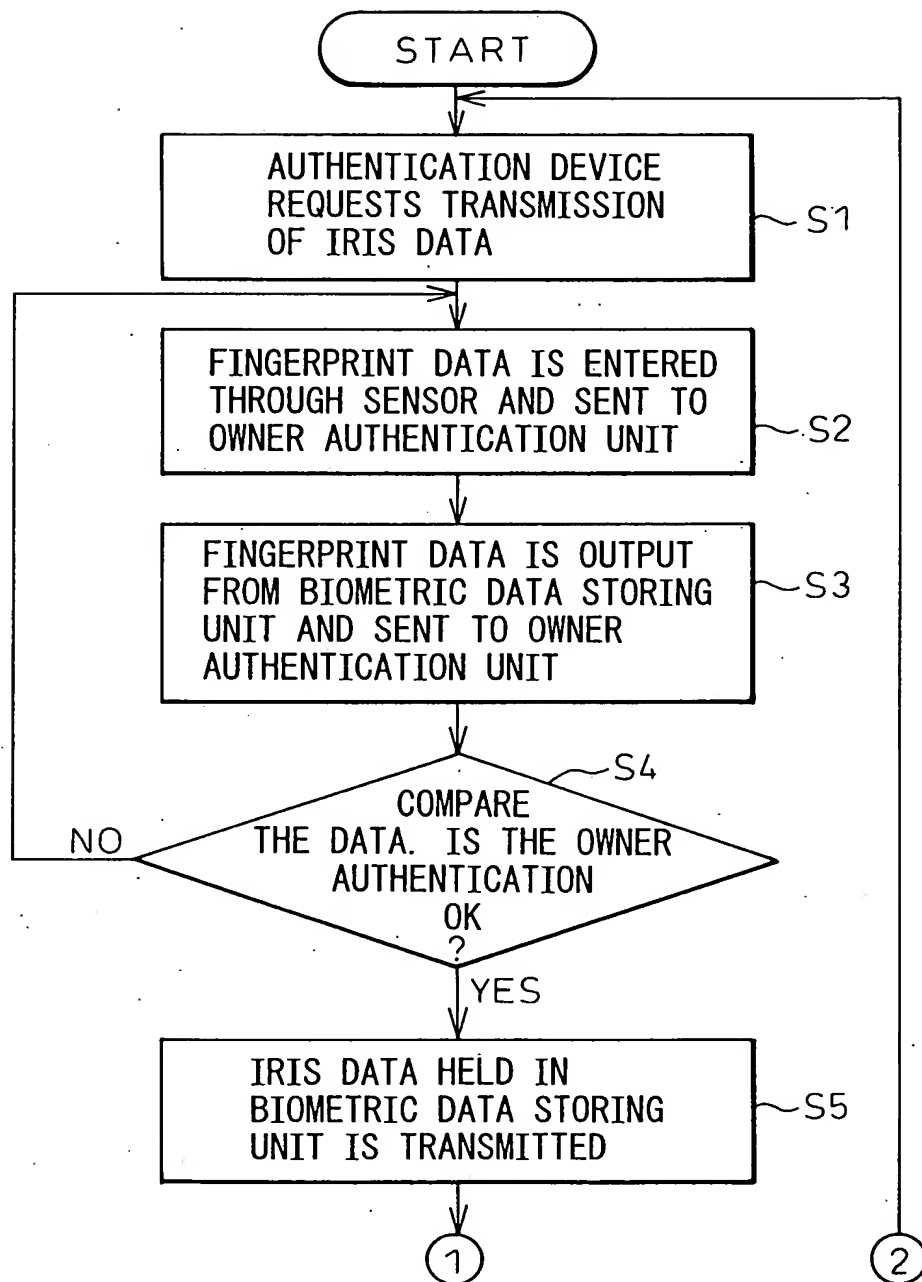 START
AUTHENTICATION DEVICE
REQUESTS TRANSMISSION
OF IRIS DATA
S1
FINGERPRINT DATA IS ENTERED
THROUGH SENSOR AND SENT TO
OWNER AUTHENTICATION UNIT
S2
FINGERPRINT DATA IS OUTPUT
FROM BIOMETRIC DATA STORING
UNIT AND SENT TO OWNER
AUTHENTICATION UNIT
S3
S4
COMPARE
THE DATA. IS THE OWNER
AUTHENTICATION
OK
?
NO
YES
IRIS DATA HELD IN
BIOMETRIC DATA STORING
UNIT IS TRANSMITTED
S5
1
2